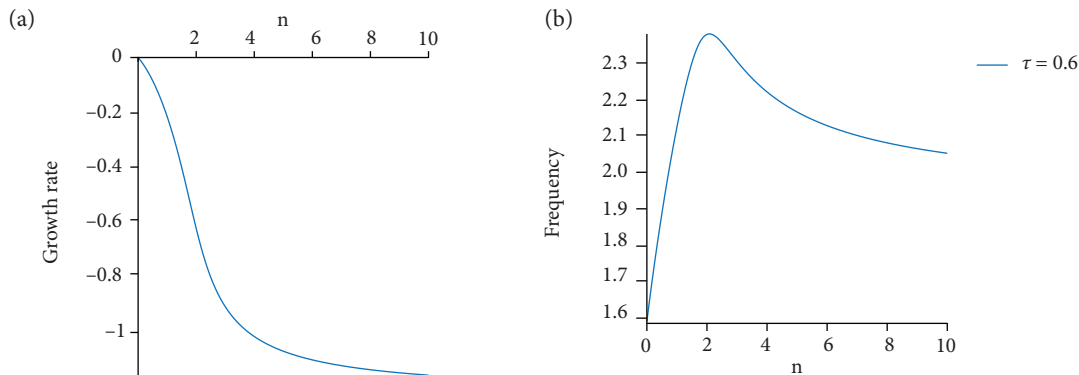 (a)
n
2 4 6 8 10
0
−0.2
−0.4
−0.6
−0.8
−1
Growth rate
(b)
2.3
2.2
2.1
2.0
1.8
1.7
1.6
Frequency
0 2 4 6 8 10
n
τ = 0.6